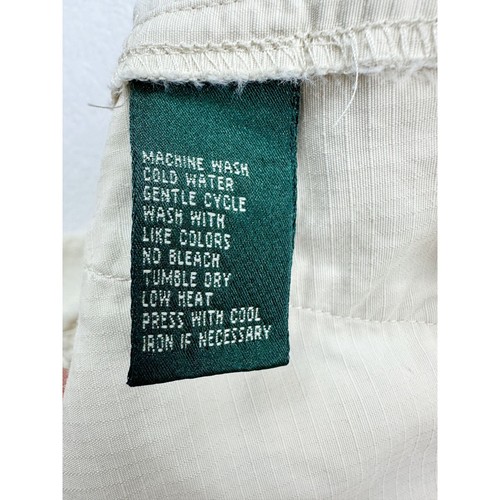 MACHINE WASH
COLD WATER
GENTLE CYCLE
WASH WITH
LIKE COLORS
NO BLEACH
TUMBLE DRY
LOW HEAT
PRESS WITH COOL
IRON IF NECESSARY